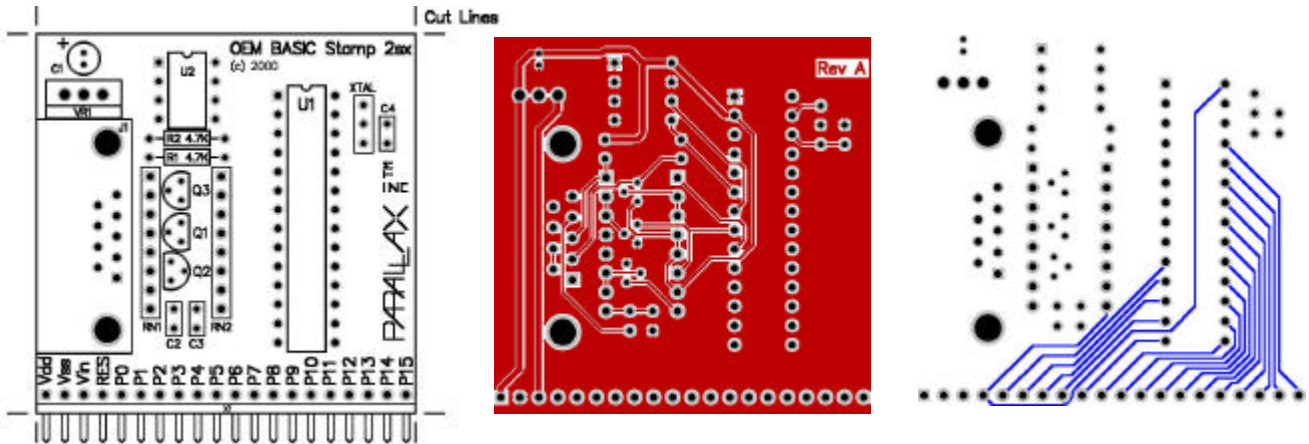 Cut Lines
OEM BASIC Stamp 2sx
(c) 2000
+
C1
U2
VR1
J1
R2 4.7K
R1 4.7K
U1
XTAL
C4
Q3
Q1
Q2
RN1
C2
C3
RN2
PARALLAX INC TM
Vdd Vss Vin RES P0 P1 P2 P3 P4 P5 P6 P7 P8 P9 P10 P11 P12 P13 P14 P15
X1
Rev A